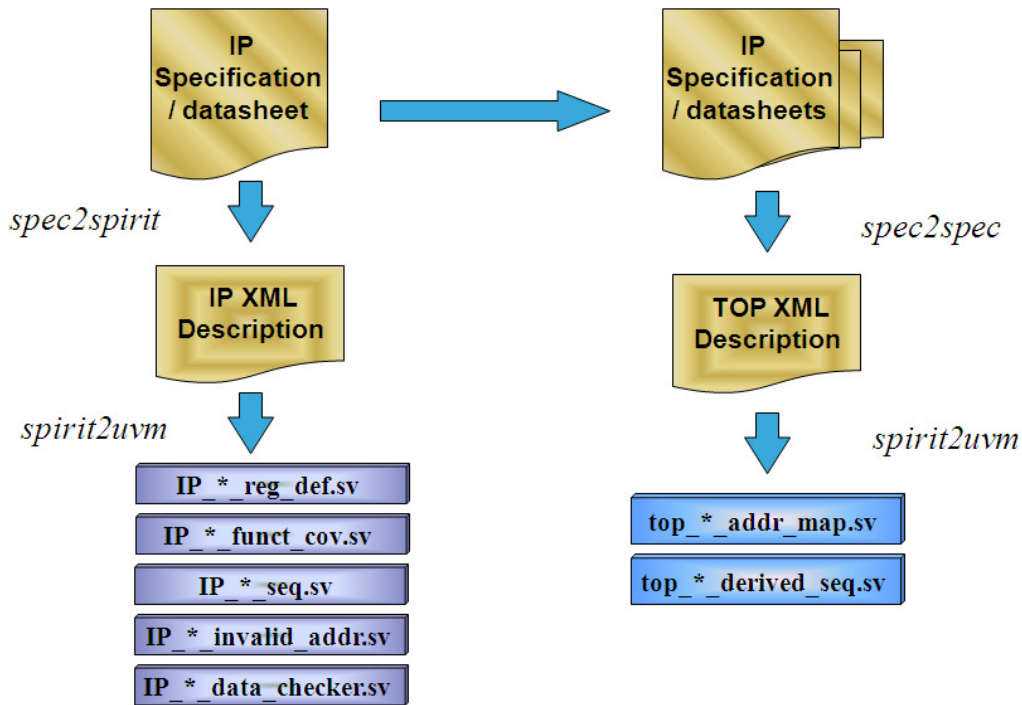 IP
Specification
/ datasheet
IP
Specification
/ datasheets
spec2spirit
spec2spec
IP XML
Description
TOP XML
Description
spirit2uvm
spirit2uvm
IP_*_reg_def.sv
IP_*_funct_cov.sv
IP_*_seq.sv
IP_*_invalid_addr.sv
IP_*_data_checker.sv
top_*_addr_map.sv
top_*_derived_seq.sv